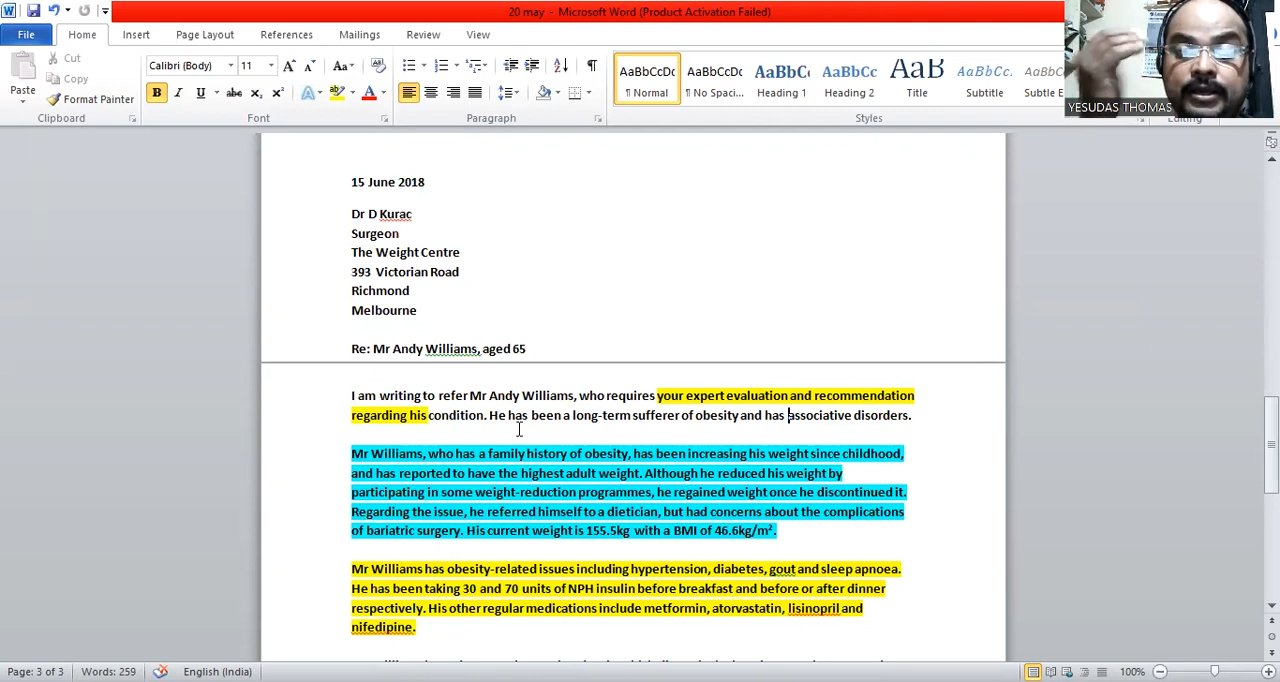 20 may - Microsoft Word (Product Activation Failed)
File Home Insert Page Layout References Mailings Review View
Paste
Cut
Copy
Format Painter
Clipboard
Calibri (Body) 11
Font
Paragraph
AaBbCcDc AaBbCcDc AaBbCc AaBbCc AaB AaBbCc.
¶ Normal ¶ No Spaci... Heading 1 Heading 2 Title Subtitle Subtle E
Styles
YESUDAS THOMAS
15 June 2018
Dr D Kurac
Surgeon
The Weight Centre
393 Victorian Road
Richmond
Melbourne
Re: Mr Andy Williams, aged 65
I am writing to refer Mr Andy Williams, who requires your expert evaluation and recommendation
regarding his condition. He has been a long-term sufferer of obesity and has associative disorders.
Mr Williams, who has a family history of obesity, has been increasing his weight since childhood,
and has reported to have the highest adult weight. Although he reduced his weight by
participating in some weight-reduction programmes, he regained weight once he discontinued it.
Regarding the issue, he referred himself to a dietician, but had concerns about the complications
of bariatric surgery. His current weight is 155.5kg with a BMI of 46.6kg/m².
Mr Williams has obesity-related issues including hypertension, diabetes, gout and sleep apnoea.
He has been taking 30 and 70 units of NPH insulin before breakfast and before or after dinner
respectively. His other regular medications include metformin, atorvastatin, lisinopril and
nifedipine.
Page: 3 of 3 Words: 259 English (India) 100%